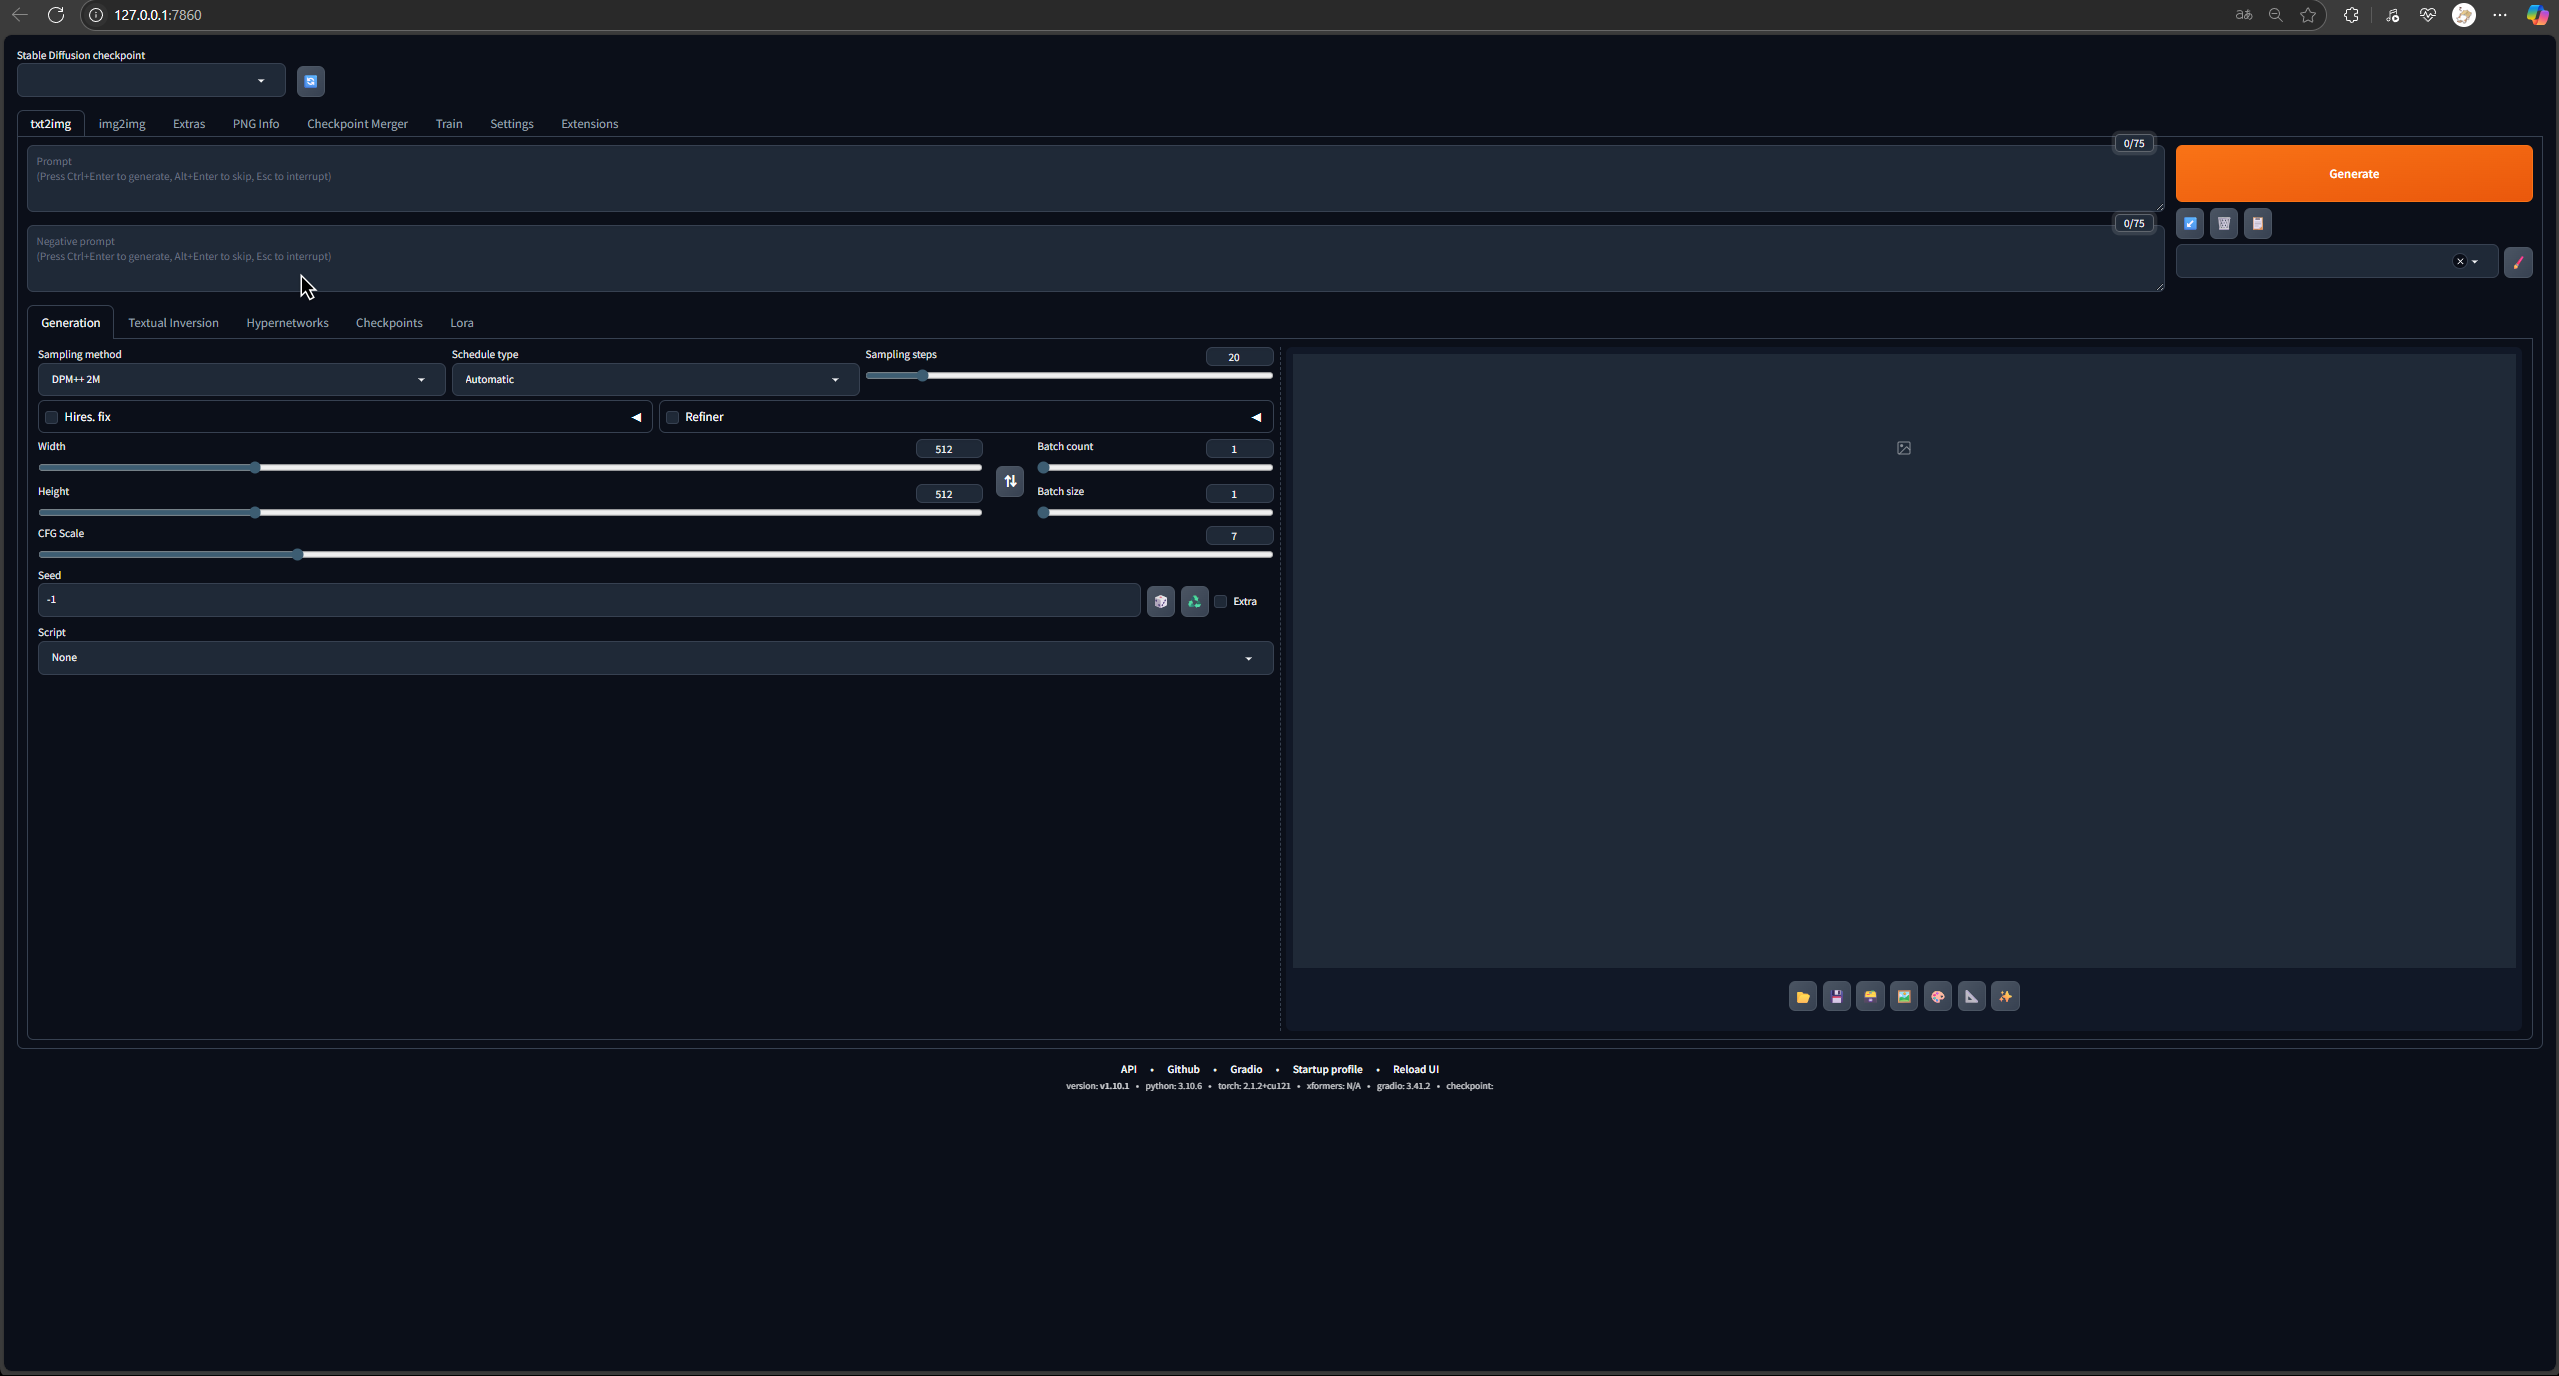 127.0.0.1:7860
Stable Diffusion checkpoint
txt2img img2img Extras PNG Info Checkpoint Merger Train Settings Extensions
0/75
Prompt
(Press Ctrl+Enter to generate, Alt+Enter to skip, Esc to interrupt)
Generate
0/75
Negative prompt
(Press Ctrl+Enter to generate, Alt+Enter to skip, Esc to interrupt)
Generation Textual Inversion Hypernetworks Checkpoints Lora
Sampling method Schedule type Sampling steps 20
DPM++ 2M Automatic
Hires. fix Refiner
Width 512 Batch count 1
Height 512 Batch size 1
CFG Scale 7
Seed
-1 Extra
Script
None
API • Github • Gradio • Startup profile • Reload UI
version: v1.10.1 • python: 3.10.6 • torch: 2.1.2+cu121 • xformers: N/A • gradio: 3.41.2 • checkpoint: